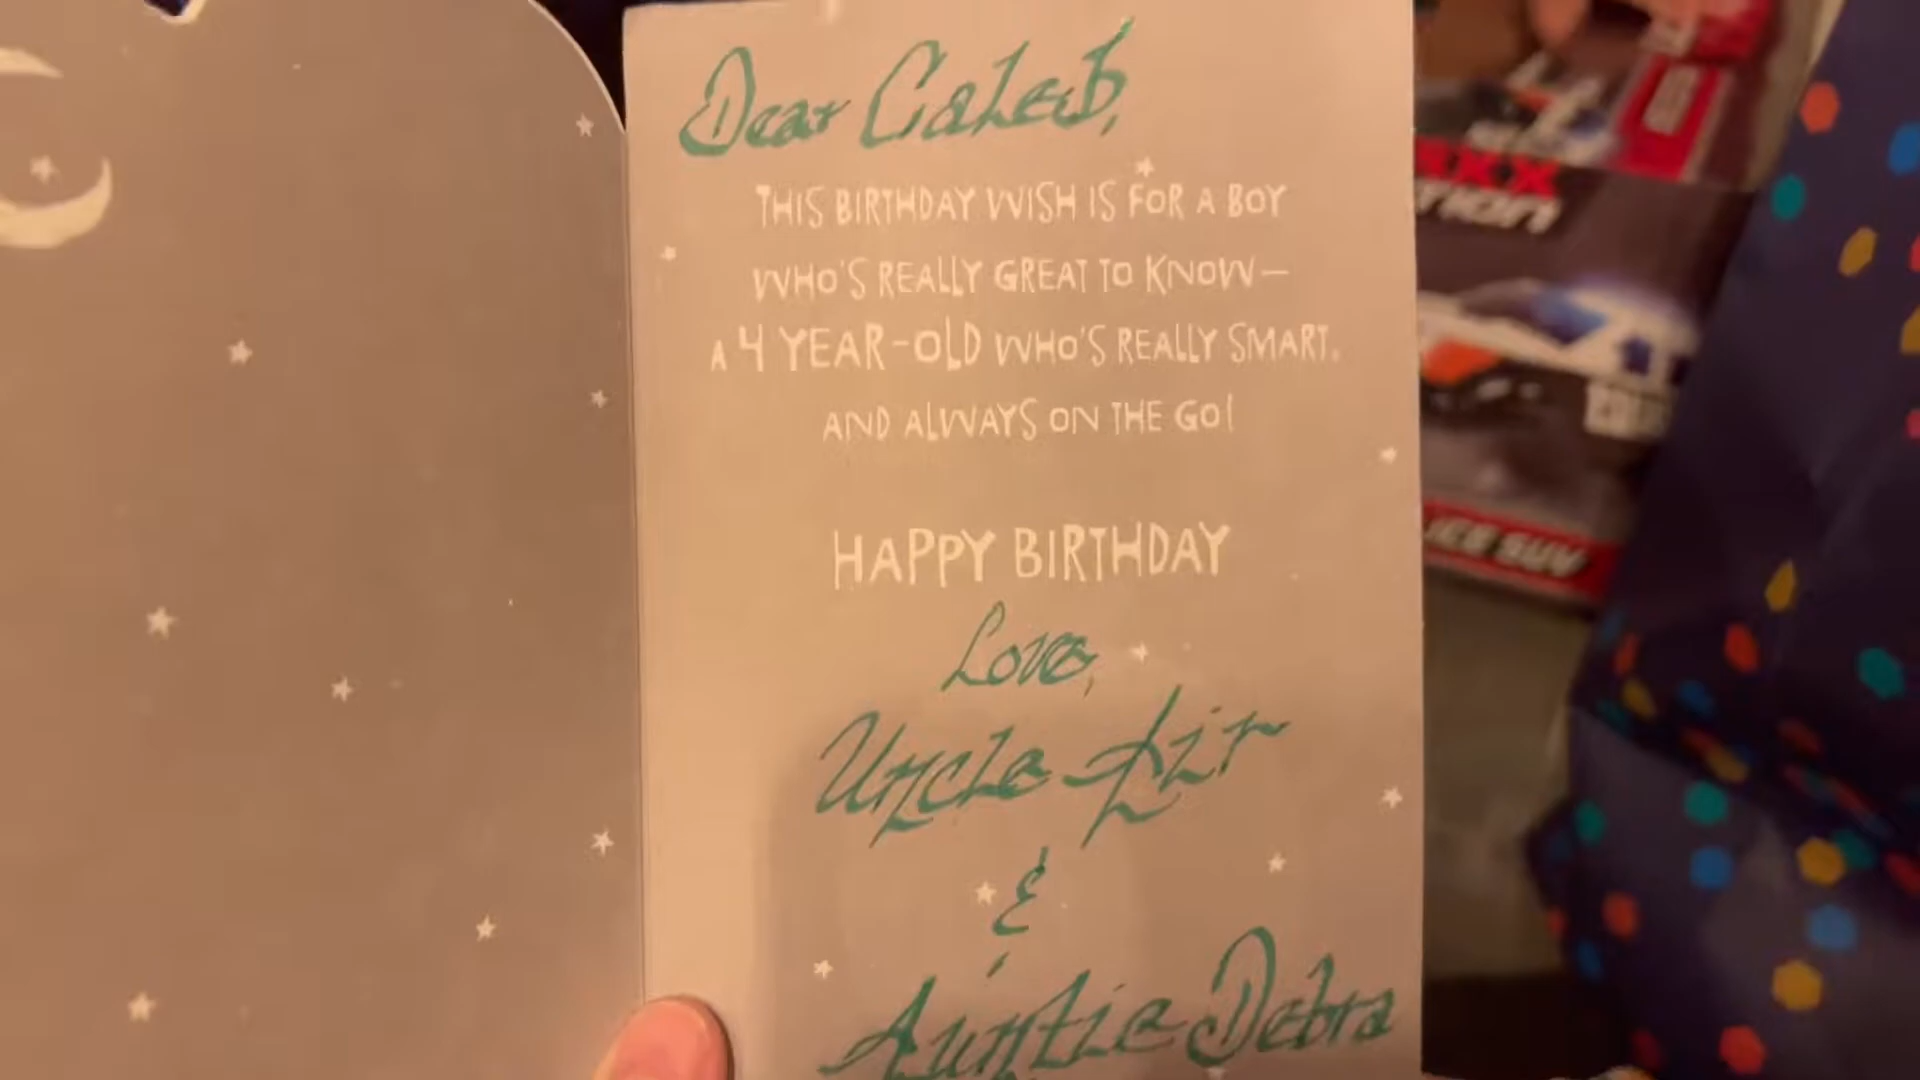 Dear Caleb,
THIS BIRTHDAY WISH IS FOR A BOY
WHO'S REALLY GREAT TO KNOW—
A 4 YEAR-OLD WHO'S REALLY SMART.
AND ALWAYS ON THE GO!
HAPPY BIRTHDAY
Love,
Uncle
&
Auntie Debra
SUV